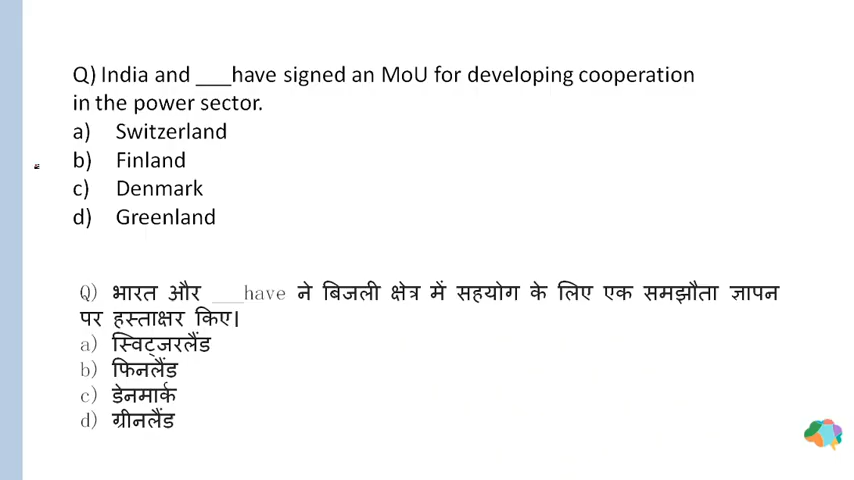 Q) India and ___have signed an MoU for developing cooperation
in the power sector.
a) Switzerland
b) Finland
c) Denmark
d) Greenland
Q) भारत और ___have ने बिजली क्षेत्र में सहयोग के लिए एक समझौता ज्ञापन
पर हस्ताक्षर किए।
a) स्विट्जरलैंड
b) फिनलैंड
c) डेनमार्क
d) ग्रीनलैंड